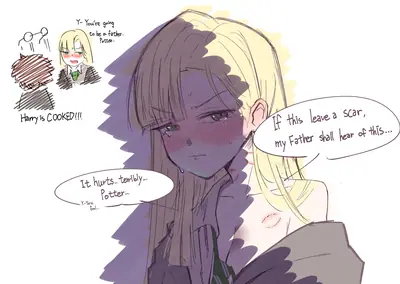 Y- You're going
to be a father.
Potter.
Harry is COOKED!!!
If this leave a scar,
my Father shall hear of this...
It hurts.. terribly..
Potter..